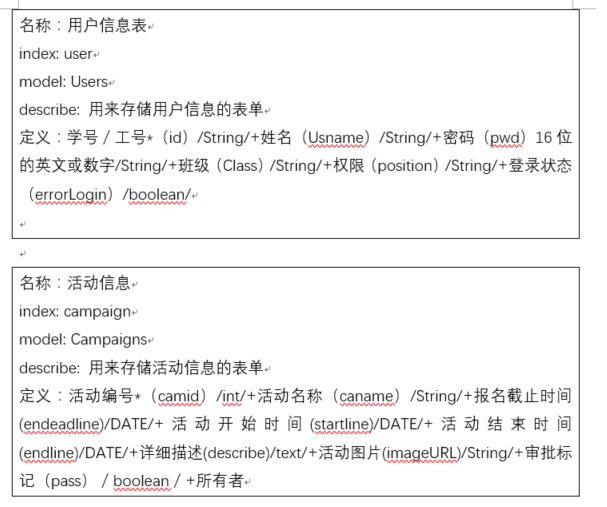 名称：用户信息表
index: user
model: Users
describe: 用来存储用户信息的表单
定义：学号 / 工号*（id）/String/+姓名（Usname）/String/+密码（pwd）16 位
的英文或数字/String/+班级（Class）/String/+权限（position）/String/+登录状态
（errorLogin）/boolean/
名称：活动信息
index: campaign
model: Campaigns
describe: 用来存储活动信息的表单
定义：活动编号*（camid）/int/+活动名称（caname）/String/+报名截止时间
(endeadline)/DATE/+ 活动开始时间 (startline)/DATE/+ 活动结束时间
(endline)/DATE/+详细描述(describe)/text/+活动图片(imageURL)/String/+审批标
记（pass） / boolean / +所有者